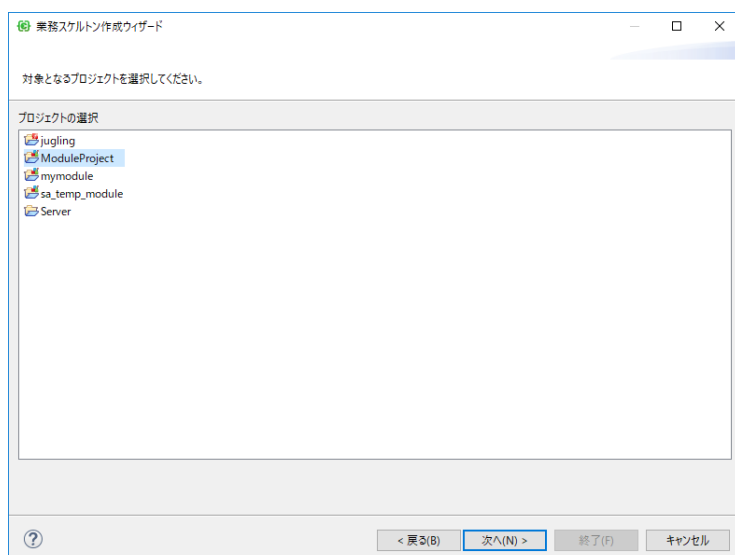 業務スケルトン作成ウィザード
対象となるプロジェクトを選択してください。
プロジェクトの選択
jugling
ModuleProject
mymodule
sa_temp_module
Server
< 戻る(B) 次へ(N) > 終了(F) キャンセル